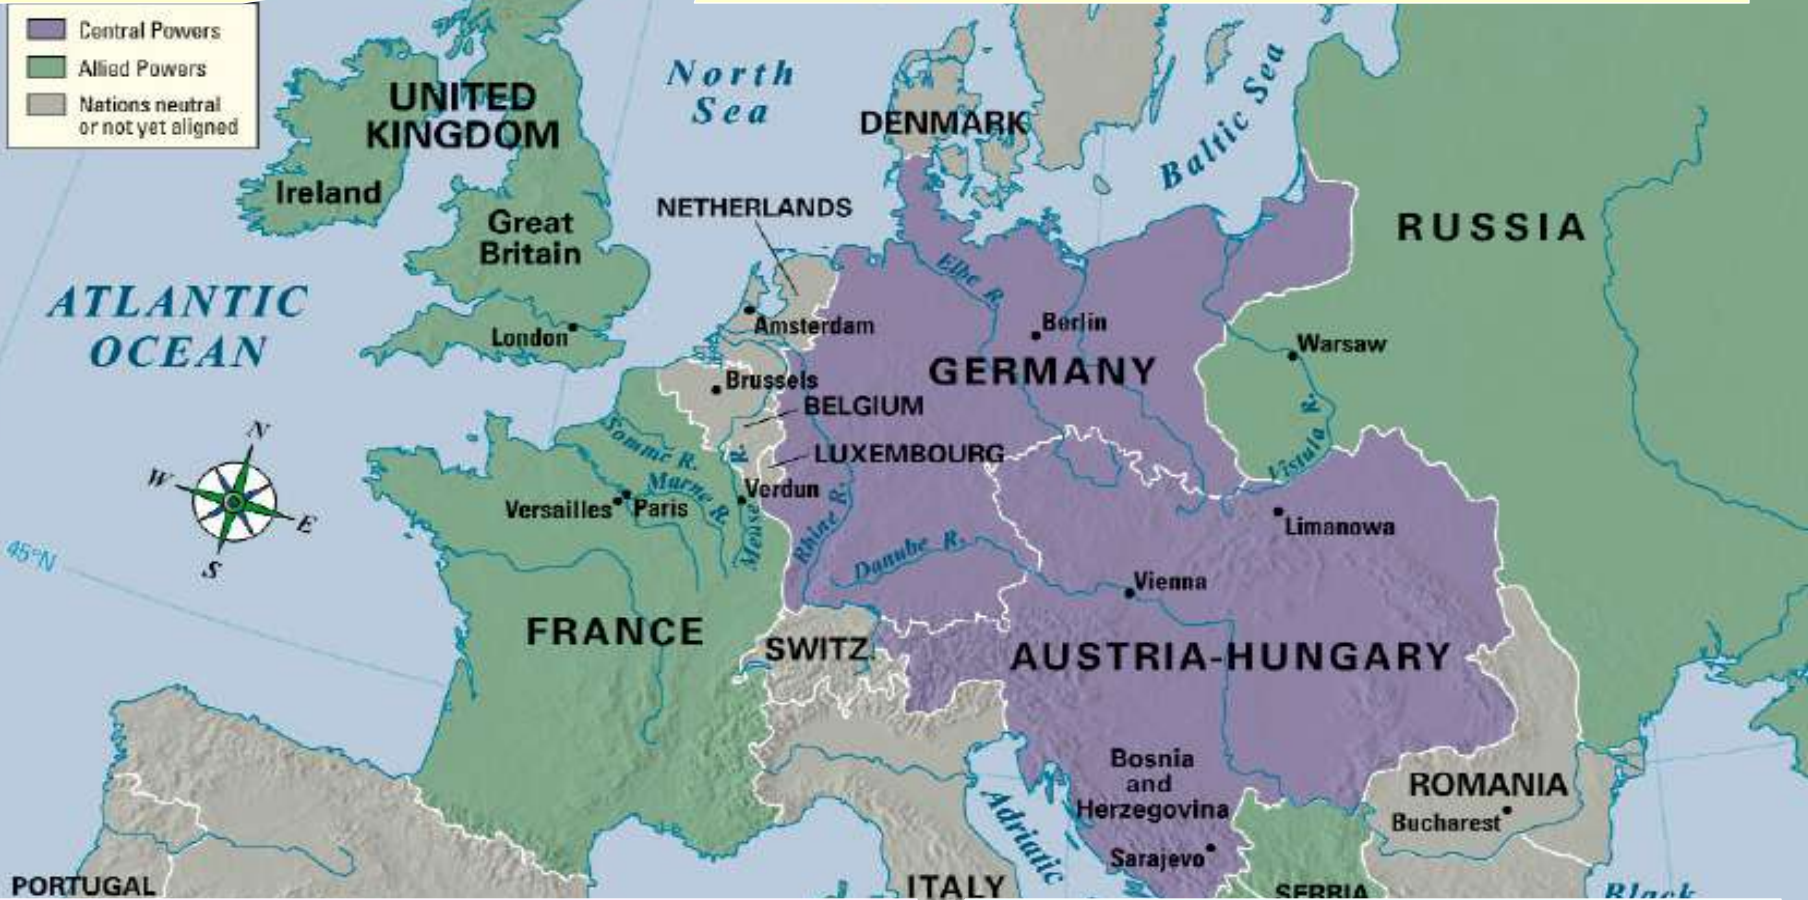 Central Powers
Allied Powers
Nations neutral
or not yet aligned
North
Sea
UNITED
KINGDOM
Ireland
Great
Britain
London
ATLANTIC
OCEAN
DENMARK
Baltic Sea
NETHERLANDS
Amsterdam
Elbe R.
Berlin
GERMANY
RUSSIA
Warsaw
Vistula R.
Brussels
BELGIUM
LUXEMBOURG
Somme R.
Marne R.
Meuse R.
Verdun
Versailles
Paris
Rhine R.
Danube R.
Limanowa
Vienna
N
W
E
S
45°N
FRANCE
SWITZ.
AUSTRIA-HUNGARY
Bosnia
and
Herzegovina
Sarajevo
ROMANIA
Bucharest
Adriatic
PORTUGAL
ITALY
SERBIA
Black